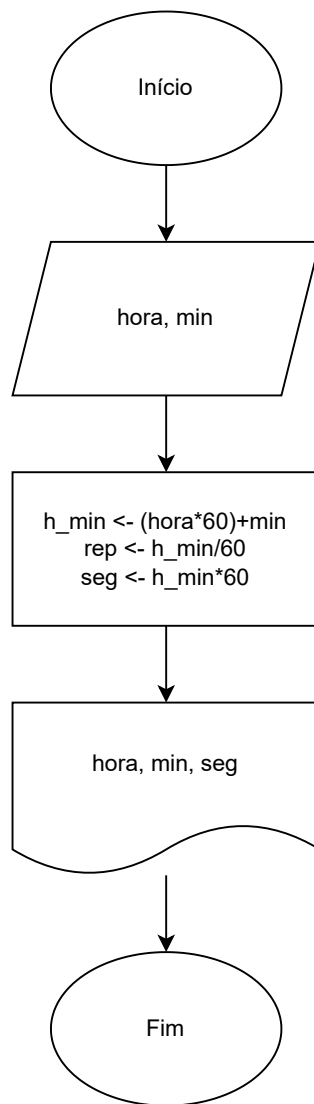 Início
hora, min
h_min <- (hora*60)+min
rep <- h_min/60
seg <- h_min*60
hora, min, seg
Fim